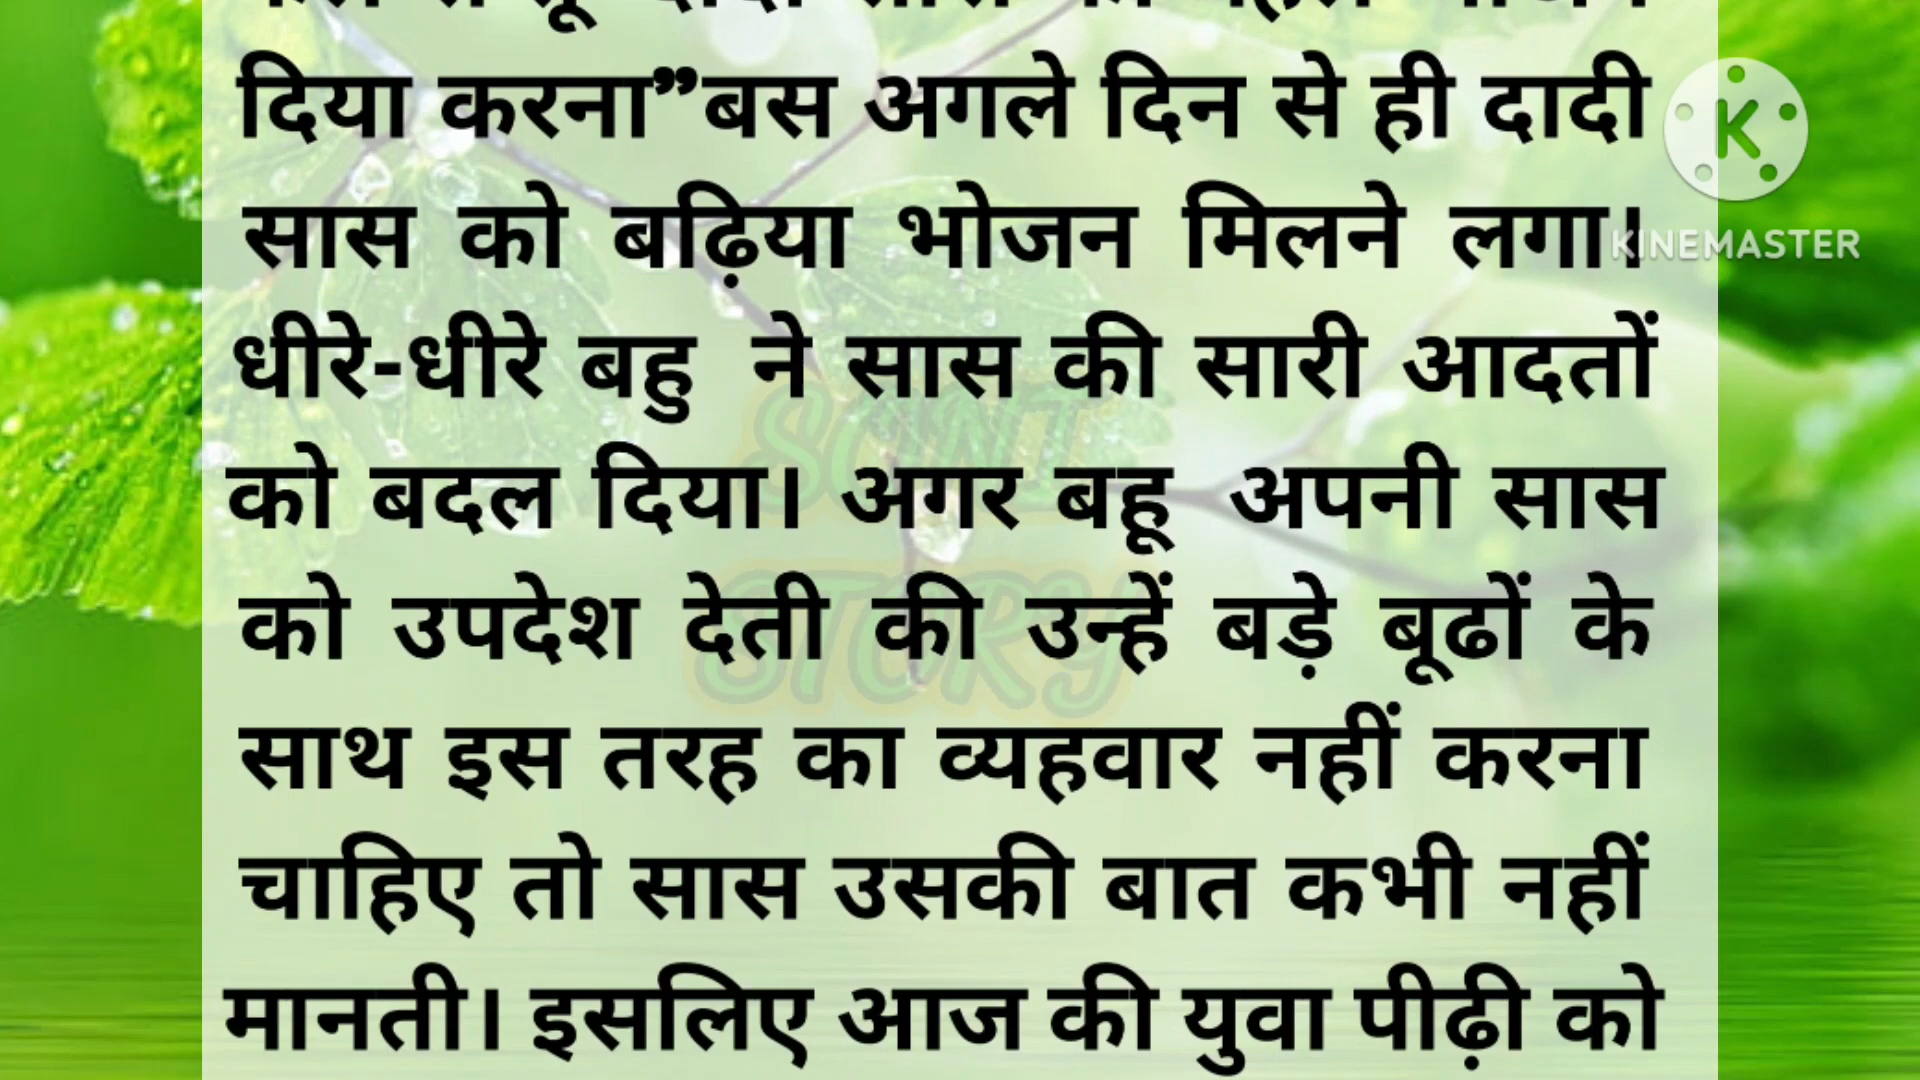 दिया करना”बस अगले दिन से ही दादी
सास को बढ़िया भोजन मिलने लगा।
KINEMASTER
धीरे-धीरे बहु ने सास की सारी आदतों
को बदल दिया। अगर बहू अपनी सास
को उपदेश देती की उन्हें बड़े बूढों के
साथ इस तरह का व्यहवार नहीं करना
चाहिए तो सास उसकी बात कभी नहीं
मानती। इसलिए आज की युवा पीढ़ी को
STORY